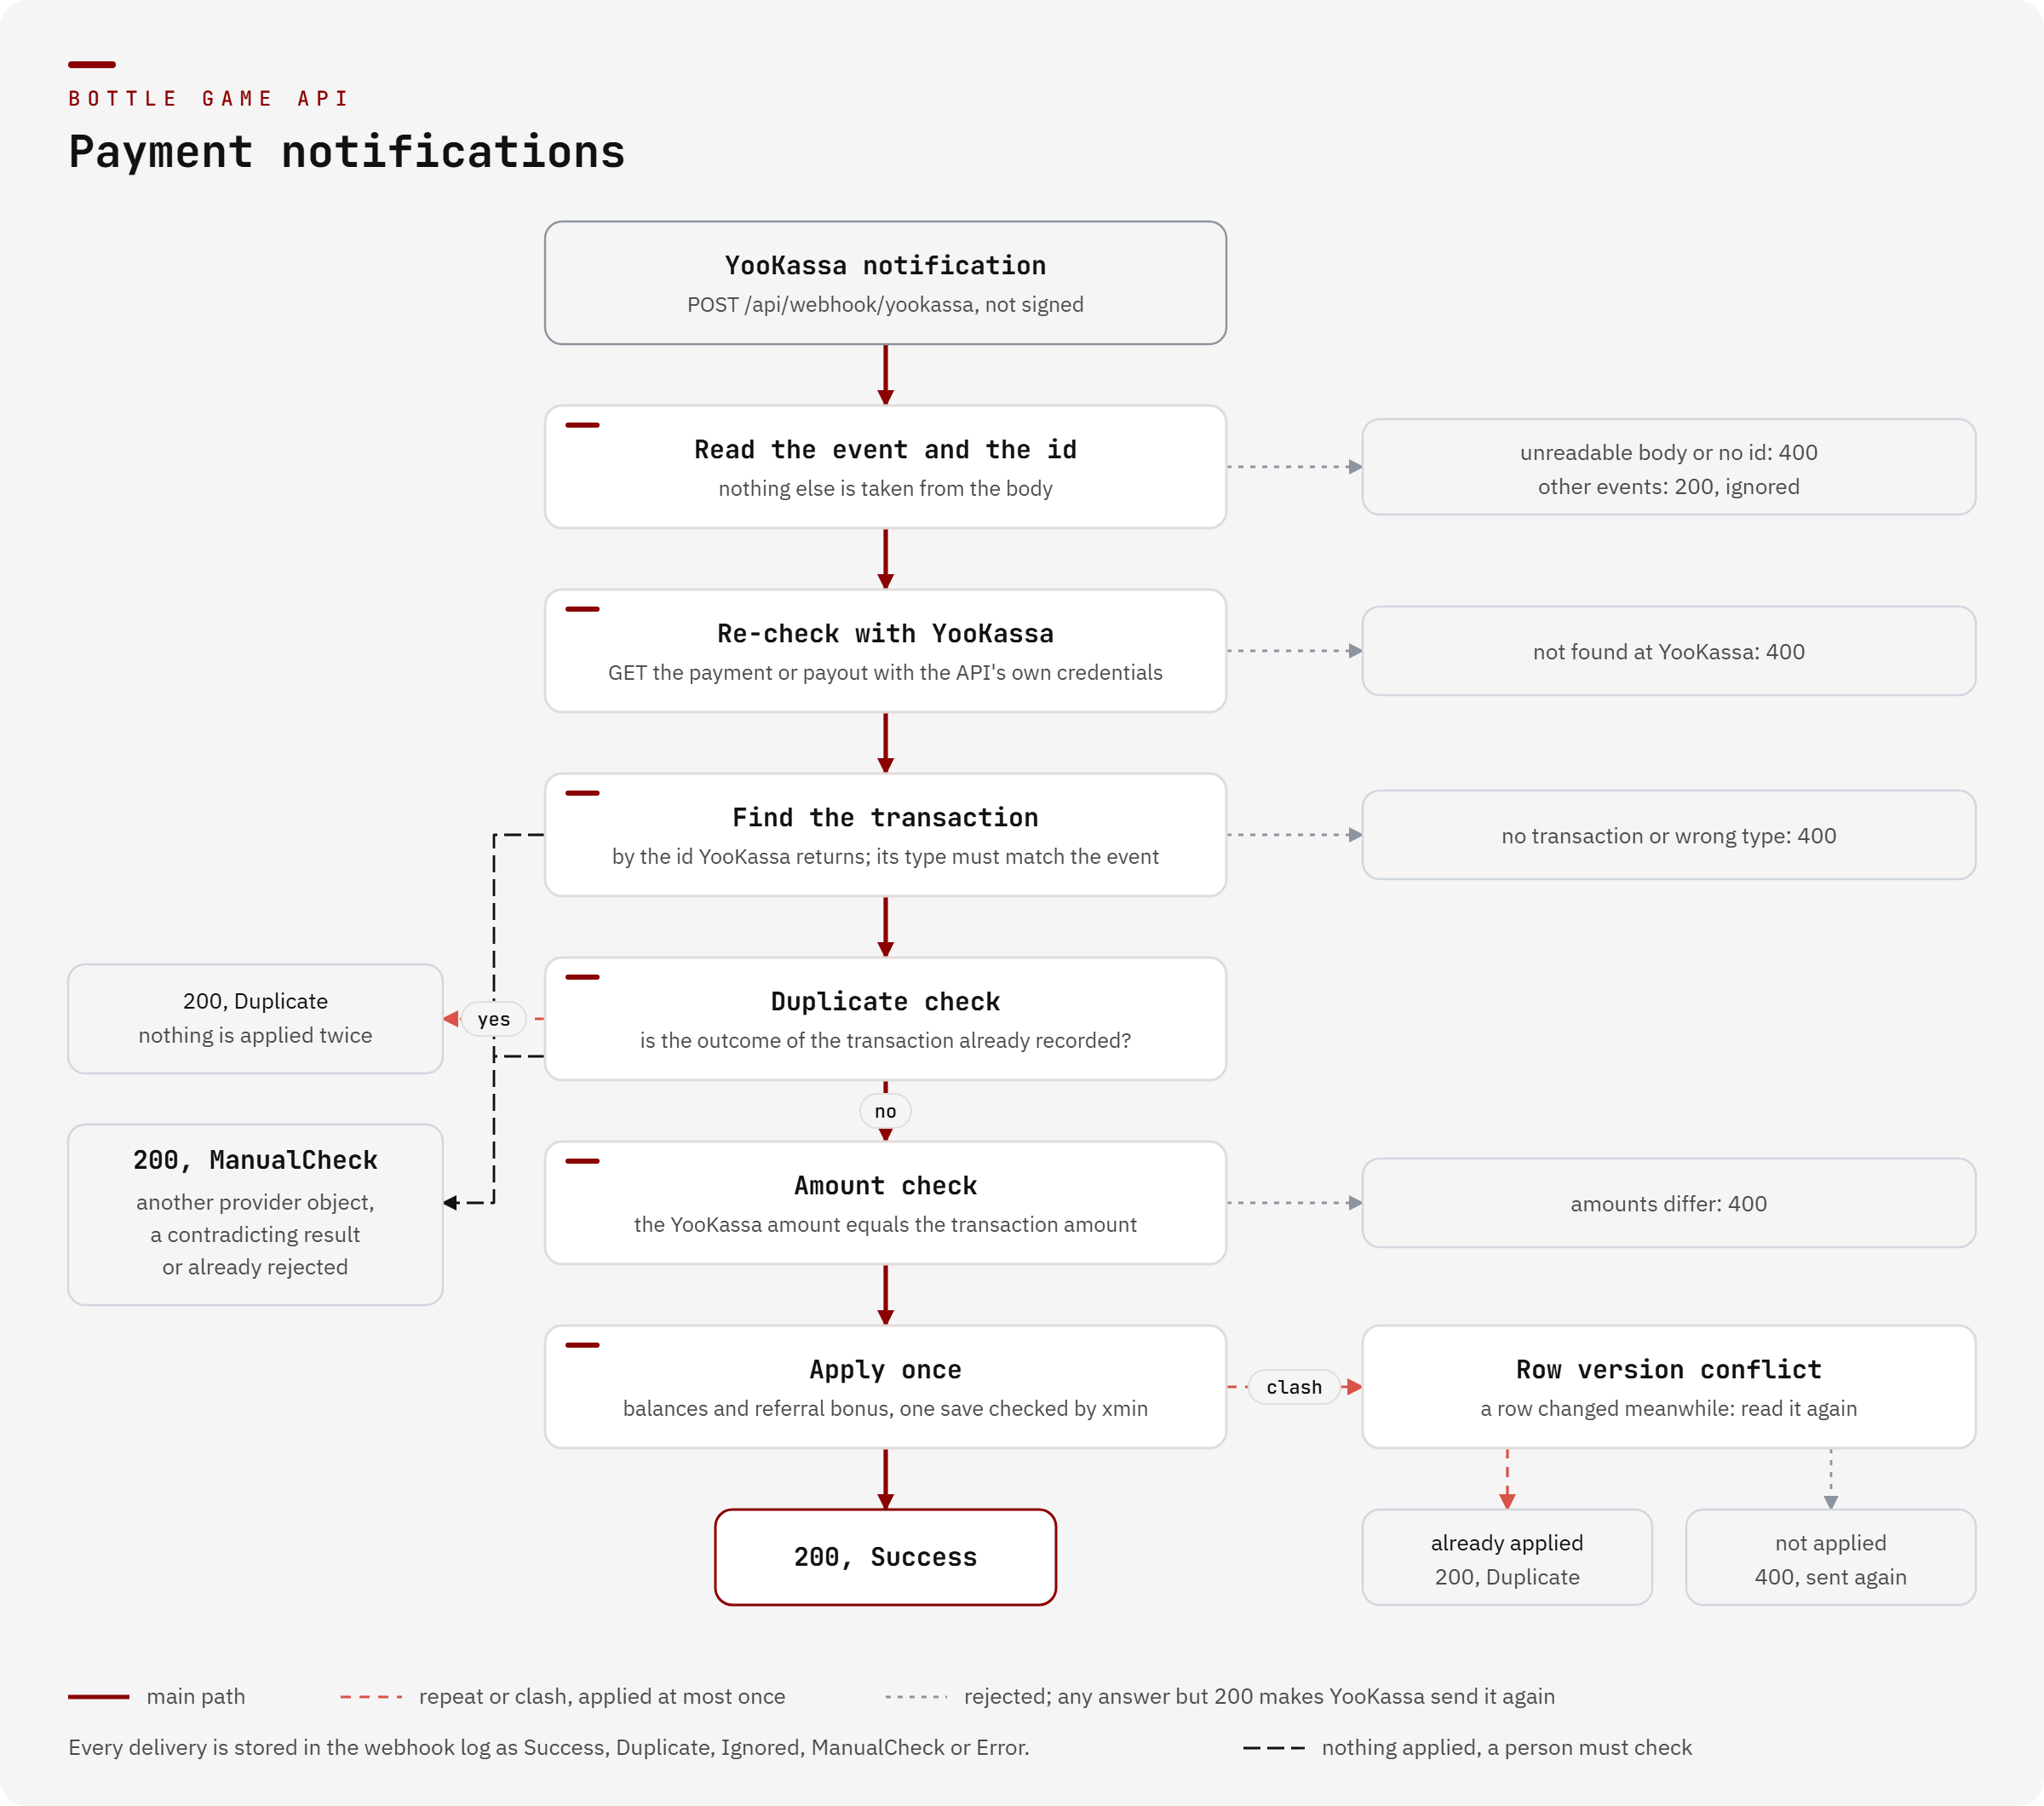 BOTTLE GAME API
Payment notifications
YooKassa notification
POST /api/webhook/yookassa, not signed
Read the event and the id
nothing else is taken from the body
unreadable body or no id: 400
other events: 200, ignored
Re-check with YooKassa
GET the payment or payout with the API's own credentials
not found at YooKassa: 400
Find the transaction
by the id YooKassa returns; its type must match the event
no transaction or wrong type: 400
200, Duplicate
nothing is applied twice
yes
Duplicate check
is the outcome of the transaction already recorded?
no
200, ManualCheck
another provider object,
a contradicting result
or already rejected
Amount check
the YooKassa amount equals the transaction amount
amounts differ: 400
Apply once
balances and referral bonus, one save checked by xmin
clash
Row version conflict
a row changed meanwhile: read it again
200, Success
already applied
200, Duplicate
not applied
400, sent again
main path
repeat or clash, applied at most once
rejected; any answer but 200 makes YooKassa send it again
Every delivery is stored in the webhook log as Success, Duplicate, Ignored, ManualCheck or Error.
nothing applied, a person must check